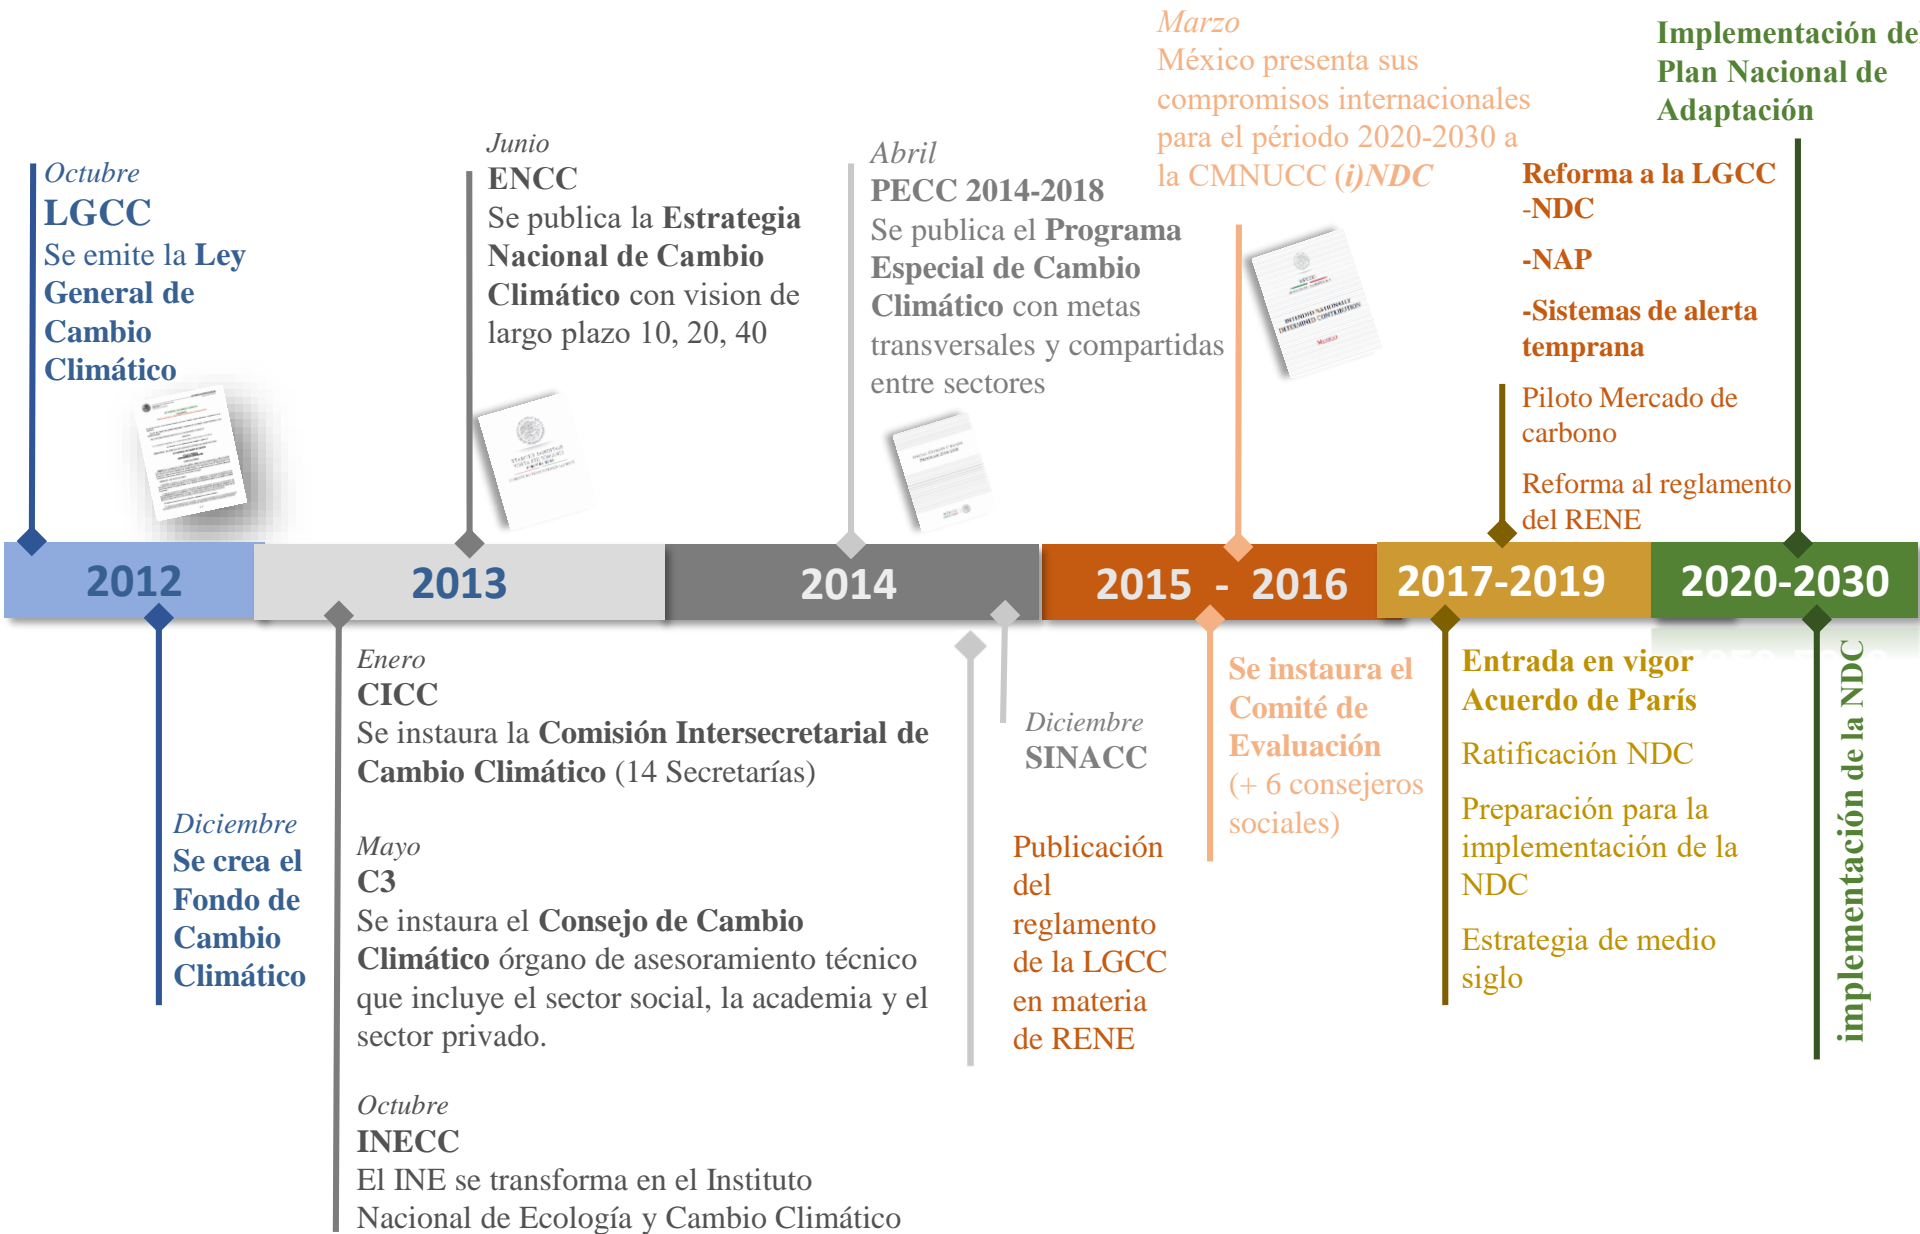 Octubre
LGCC
Se emite la Ley
General de
Cambio
Climático
Junio
ENCC
Se publica la Estrategia
Nacional de Cambio
Climático con vision de
largo plazo 10, 20, 40
Abril
PECC 2014-2018
Se publica el Programa
Especial de Cambio
Climático con metas
transversales y compartidas
entre sectores
Marzo
México presenta sus
compromisos internacionales
para el périodo 2020-2030 a
la CMNUCC (i)NDC
INTENDED NATIONALLY
DETERMINED CONTRIBUTION
Reforma a la LGCC
-NDC
-NAP
-Sistemas de alerta
temprana
Piloto Mercado de
carbono
Reforma al reglamento
del RENE
Implementación de
Plan Nacional de
Adaptación
2012
2013
2014
2015 - 2016
2017-2019
2020-2030
Diciembre
Se crea el
Fondo de
Cambio
Climático
Enero
CICC
Se instaura la Comisión Intersecretarial de
Cambio Climático (14 Secretarías)
Mayo
C3
Se instaura el Consejo de Cambio
Climático órgano de asesoramiento técnico
que incluye el sector social, la academia y el
sector privado.
Octubre
INECC
El INE se transforma en el Instituto
Nacional de Ecología y Cambio Climático
Diciembre
SINACC
Publicación
del
reglamento
de la LGCC
en materia
de RENE
Se instaura el
Comité de
Evaluación
(+ 6 consejeros
sociales)
Entrada en vigor
Acuerdo de París
Ratificación NDC
Preparación para la
implementación de la
NDC
Estrategia de medio
siglo
implementación de la NDC